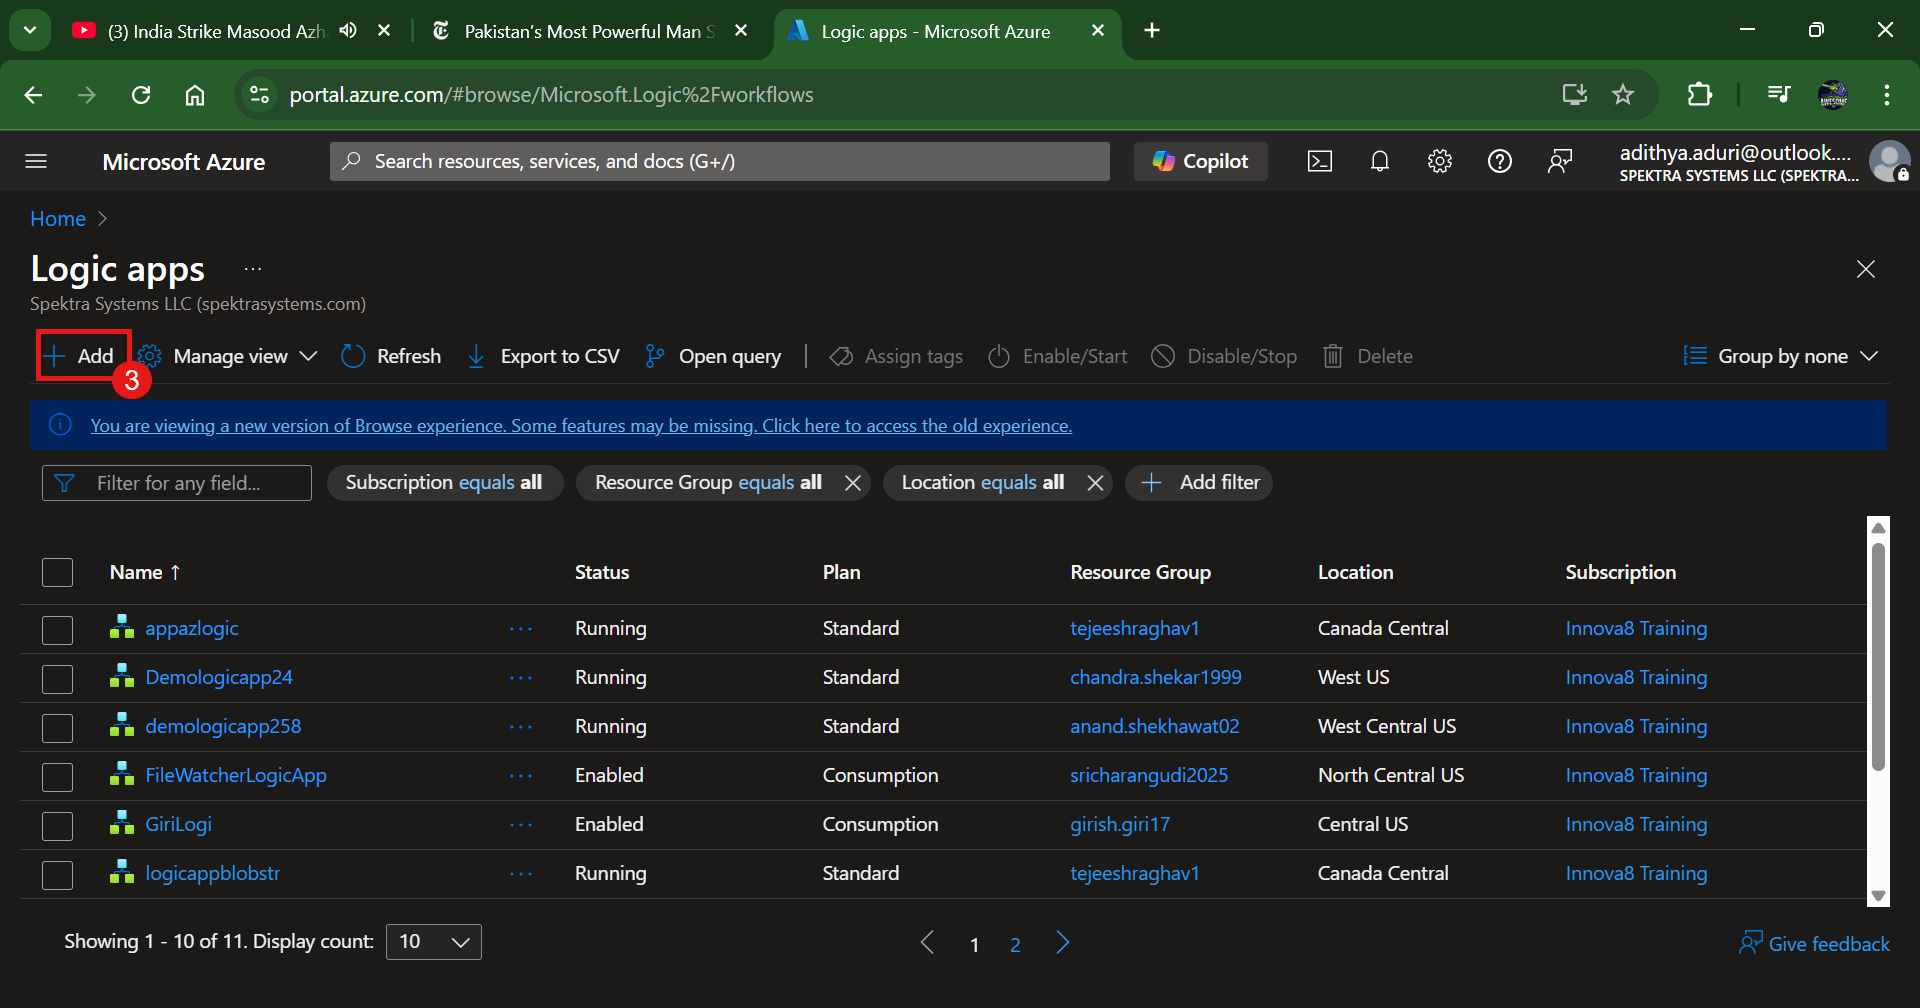 (3) India Strike Masood Azh
Pakistan's Most Powerful Man S
Logic apps - Microsoft Azure
portal.azure.com/#browse/Microsoft.Logic%2Fworkflows
Microsoft Azure
Search resources, services, and docs (G+/)
Copilot
adithya.aduri@outlook....
SPEKTRA SYSTEMS LLC (SPEKTRA...
Home
Logic apps ...
Spektra Systems LLC (spektrasystems.com)
Add
3
Manage view
Refresh
Export to CSV
Open query
Assign tags
Enable/Start
Disable/Stop
Delete
Group by none
You are viewing a new version of Browse experience. Some features may be missing. Click here to access the old experience.
Filter for any field...
Subscription equals all
Resource Group equals all
Location equals all
Add filter
Name ↑ Status Plan Resource Group Location Subscription
appazlogic ... Running Standard tejeeshraghav1 Canada Central Innova8 Training
Demologicapp24 ... Running Standard chandra.shekar1999 West US Innova8 Training
demologicapp258 ... Running Standard anand.shekhawat02 West Central US Innova8 Training
FileWatcherLogicApp ... Enabled Consumption sricharangudi2025 North Central US Innova8 Training
GiriLogi ... Enabled Consumption girish.giri17 Central US Innova8 Training
logicappblobstr ... Running Standard tejeeshraghav1 Canada Central Innova8 Training
Showing 1 - 10 of 11. Display count: 10
1 2
Give feedback